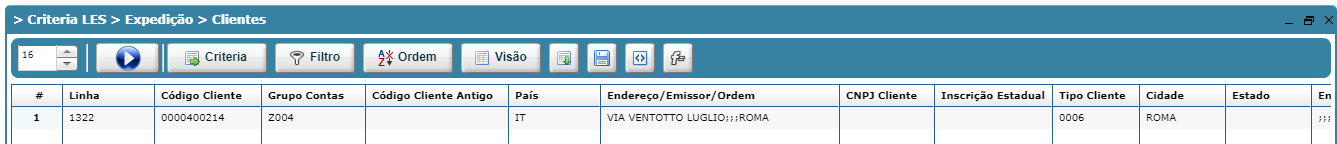 > Criteria LES > Expedição > Clientes
16 Criteria Filtro Ordem Visão
# Linha Código Cliente Grupo Contas Código Cliente Antigo País Endereço/Emissor/Ordem CNPJ Cliente Inscrição Estadual Tipo Cliente Cidade Estado En
1 1322 0000400214 Z004 IT VIA VENTOTTO LUGLIO;;;ROMA 0006 ROMA ;;;